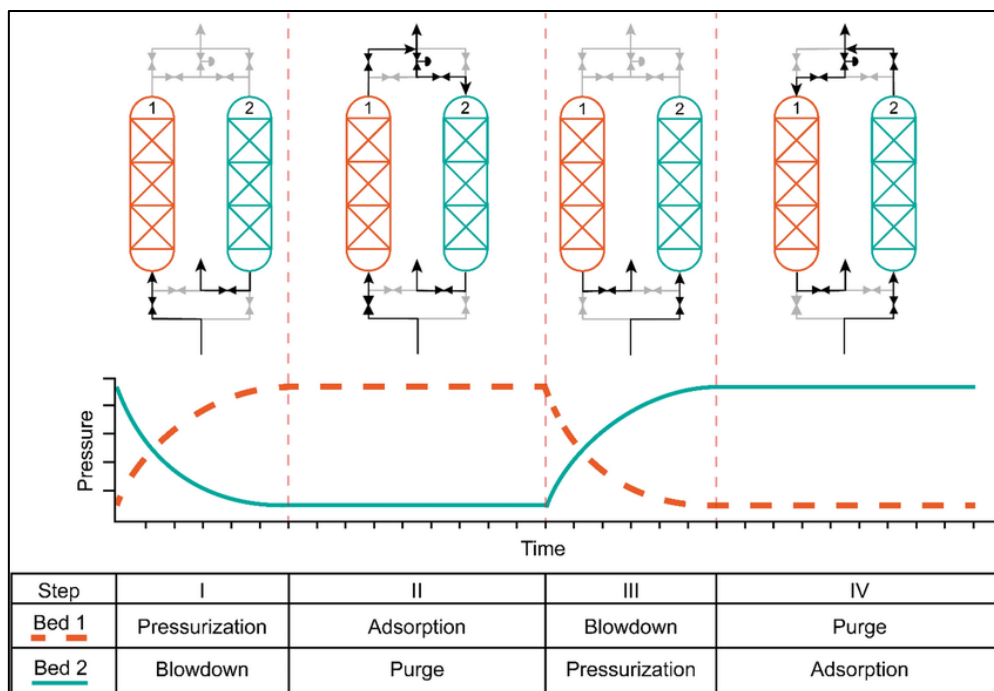 1 2 1 2 1 2 1 2
Pressure
Time
Step I II III IV
Bed 1 Pressurization Adsorption Blowdown Purge
Bed 2 Blowdown Purge Pressurization Adsorption